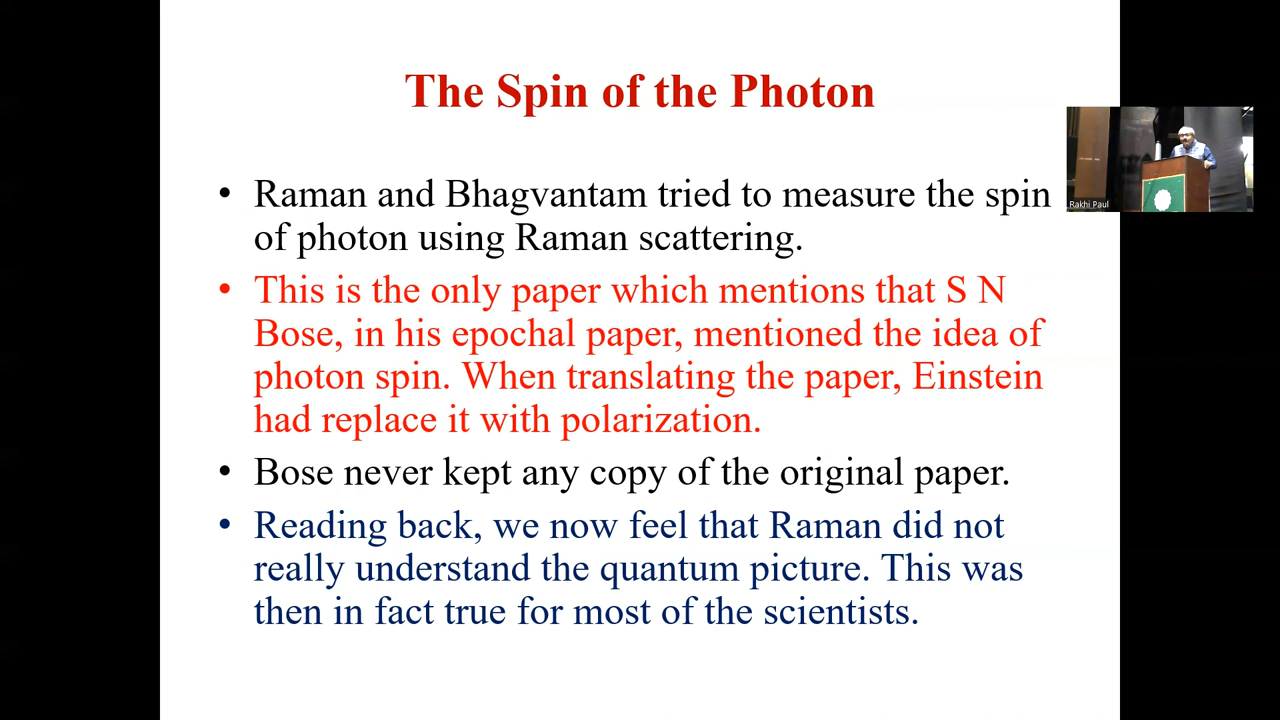 The Spin of the Photon
• Raman and Bhagvantam tried to measure the spin
of photon using Raman scattering.
• This is the only paper which mentions that S N
Bose, in his epochal paper, mentioned the idea of
photon spin. When translating the paper, Einstein
had replace it with polarization.
• Bose never kept any copy of the original paper.
• Reading back, we now feel that Raman did not
really understand the quantum picture. This was
then in fact true for most of the scientists.
Rakhi Paul